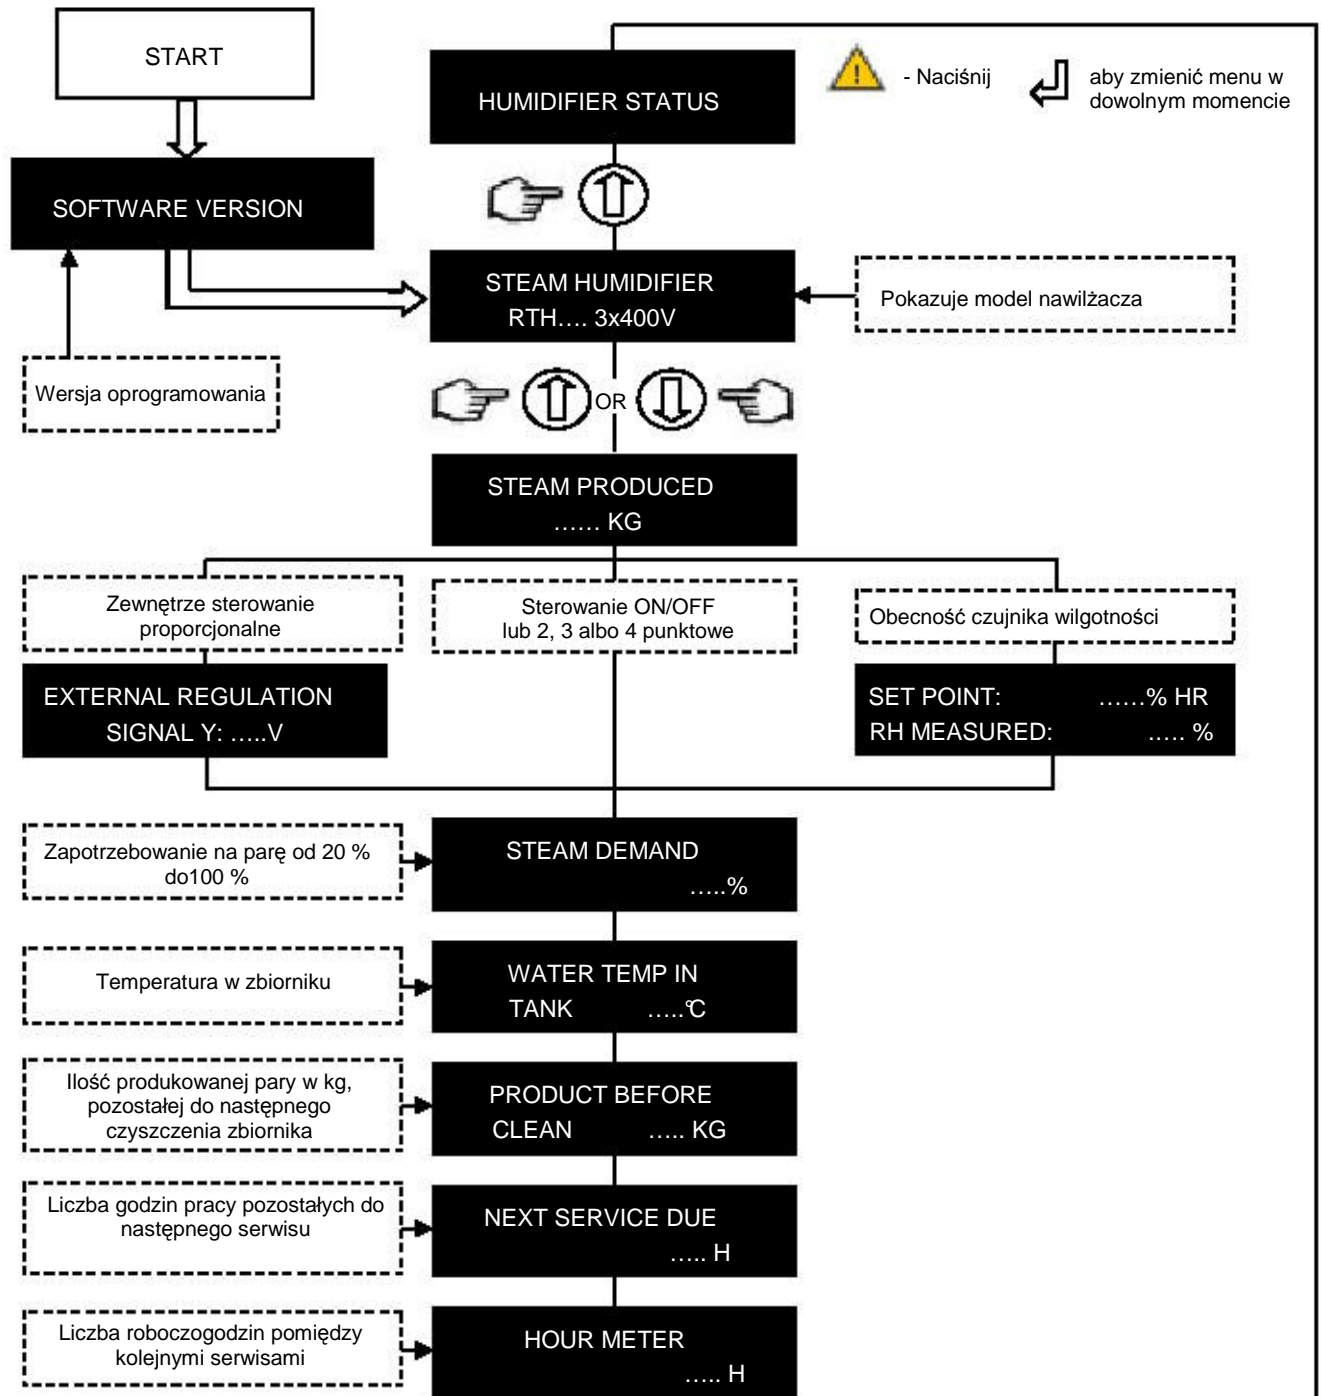 START
HUMIDIFIER STATUS
- Naciśnij
aby zmienić menu w
dowolnym momencie
SOFTWARE VERSION
STEAM HUMIDIFIER
RTH.... 3x400V
Pokazuje model nawilżacza
Wersja oprogramowania
OR
STEAM PRODUCED
...... KG
Zewnętrze sterowanie
proporcjonalne
Sterowanie ON/OFF
lub 2, 3 albo 4 punktowe
Obecność czujnika wilgotności
EXTERNAL REGULATION
SIGNAL Y: .....V
SET POINT: ......% HR
RH MEASURED: ..... %
Zapotrzebowanie na parę od 20 %
do100 %
STEAM DEMAND
.....%
Temperatura w zbiorniku
WATER TEMP IN
TANK .....°C
Ilość produkowanej pary w kg,
pozostałej do następnego
czyszczenia zbiornika
PRODUCT BEFORE
CLEAN ..... KG
Liczba godzin pracy pozostałych do
następnego serwisu
NEXT SERVICE DUE
..... H
Liczba roboczogodzin pomiędzy
kolejnymi serwisami
HOUR METER
..... H